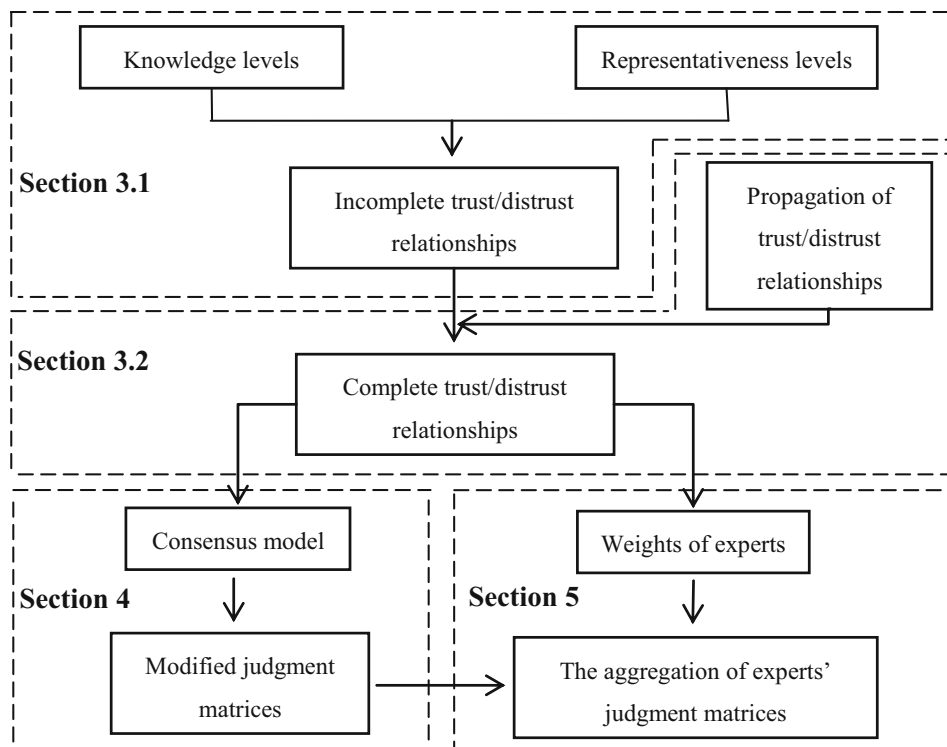 Knowledge levels
Representativeness levels
Section 3.1
Incomplete trust/distrust
relationships
Propagation of
trust/distrust
relationships
Section 3.2
Complete trust/distrust
relationships
Consensus model
Weights of experts
Section 4
Section 5
Modified judgment
matrices
The aggregation of experts’
judgment matrices